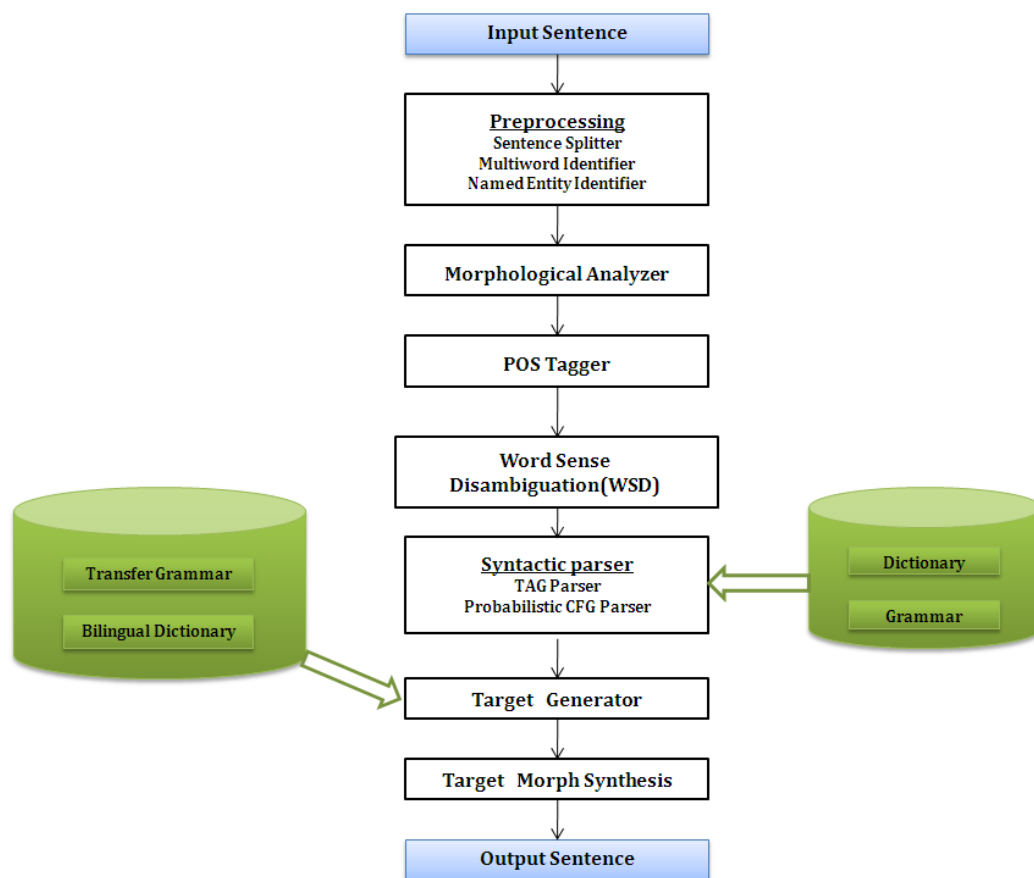 Input Sentence
Preprocessing
Sentence Splitter
Multiword Identifier
Named Entity Identifier
Morphological Analyzer
POS Tagger
Word Sense
Disambiguation(WSD)
Transfer Grammar
Bilingual Dictionary
Syntactic parser
TAG Parser
Probabilistic CFG Parser
Dictionary
Grammar
Target Generator
Target Morph Synthesis
Output Sentence